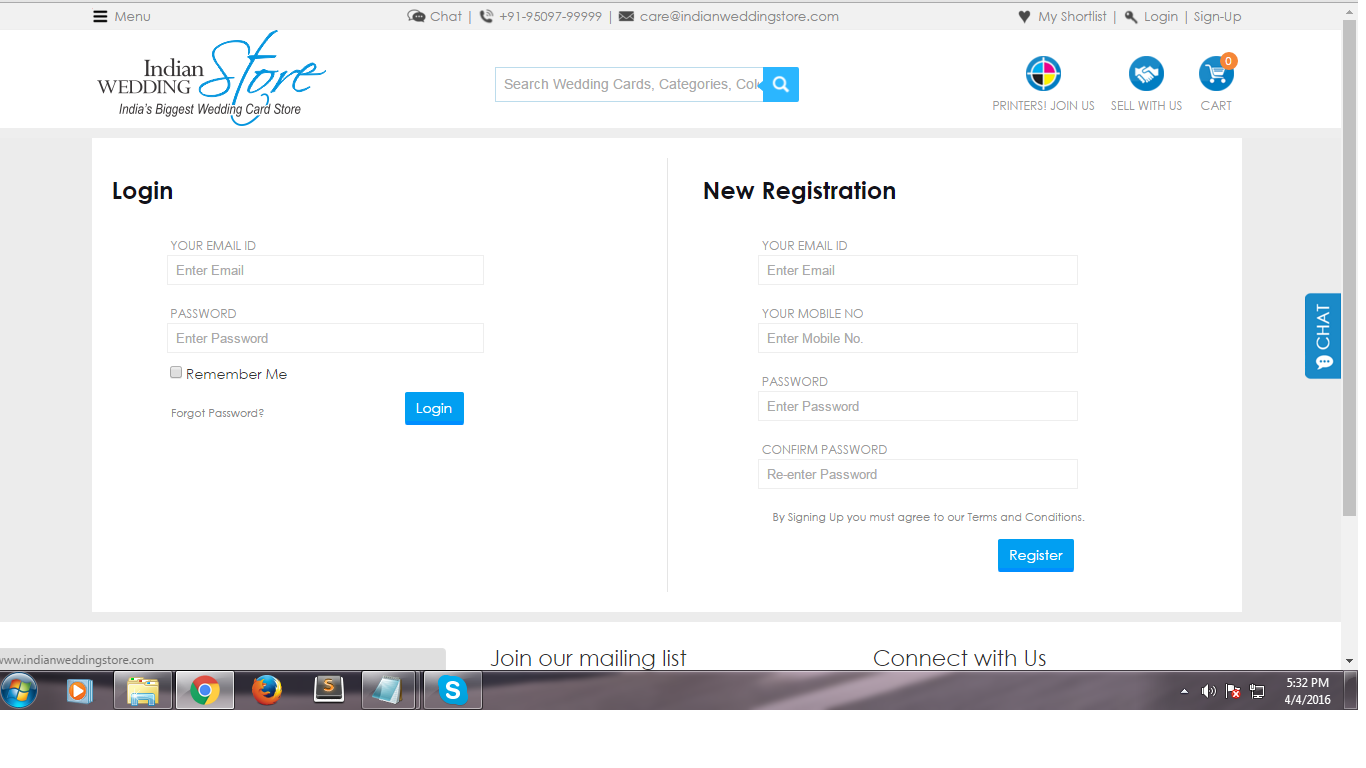 Menu
Chat | +91-95097-99999 | care@indianweddingstore.com
My Shortlist | Login | Sign-Up
Indian
WEDDING Store
India's Biggest Wedding Card Store
Search Wedding Cards, Categories, Col
0
PRINTERS! JOIN US
SELL WITH US
CART
Login
YOUR EMAIL ID
Enter Email
PASSWORD
Enter Password
Remember Me
Forgot Password?
Login
New Registration
YOUR EMAIL ID
Enter Email
YOUR MOBILE NO
Enter Mobile No.
PASSWORD
Enter Password
CONFIRM PASSWORD
Re-enter Password
By Signing Up you must agree to our Terms and Conditions.
Register
CHAT
www.indianweddingstore.com
Join our mailing list
Connect with Us
S
S
5:32 PM
4/4/2016